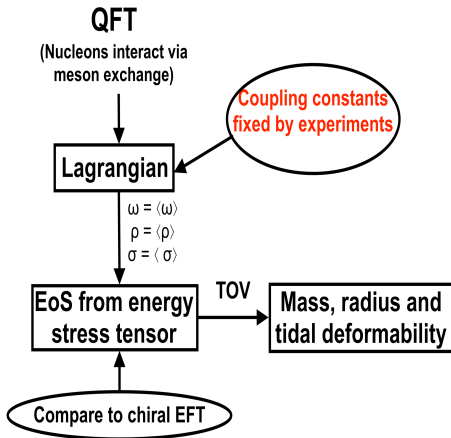 QFT
(Nucleons interact via
meson exchange)
Coupling constants
fixed by experiments
Lagrangian
ω = ⟨ω⟩
ρ = ⟨ρ⟩
σ = ⟨ σ⟩
EoS from energy
stress tensor
TOV
Mass, radius and
tidal deformability
Compare to chiral EFT